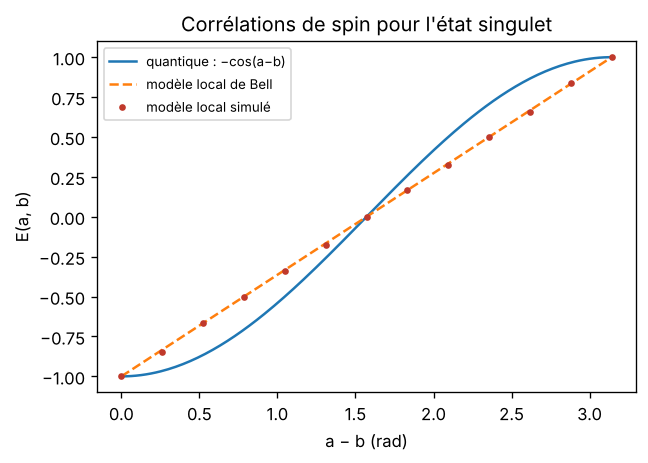 Corrélations de spin pour l'état singulet
quantique : −cos(a−b)
modèle local de Bell
modèle local simulé
E(a, b)
1.00
0.75
0.50
0.25
0.00
−0.25
−0.50
−0.75
−1.00
0.0 0.5 1.0 1.5 2.0 2.5 3.0
a − b (rad)